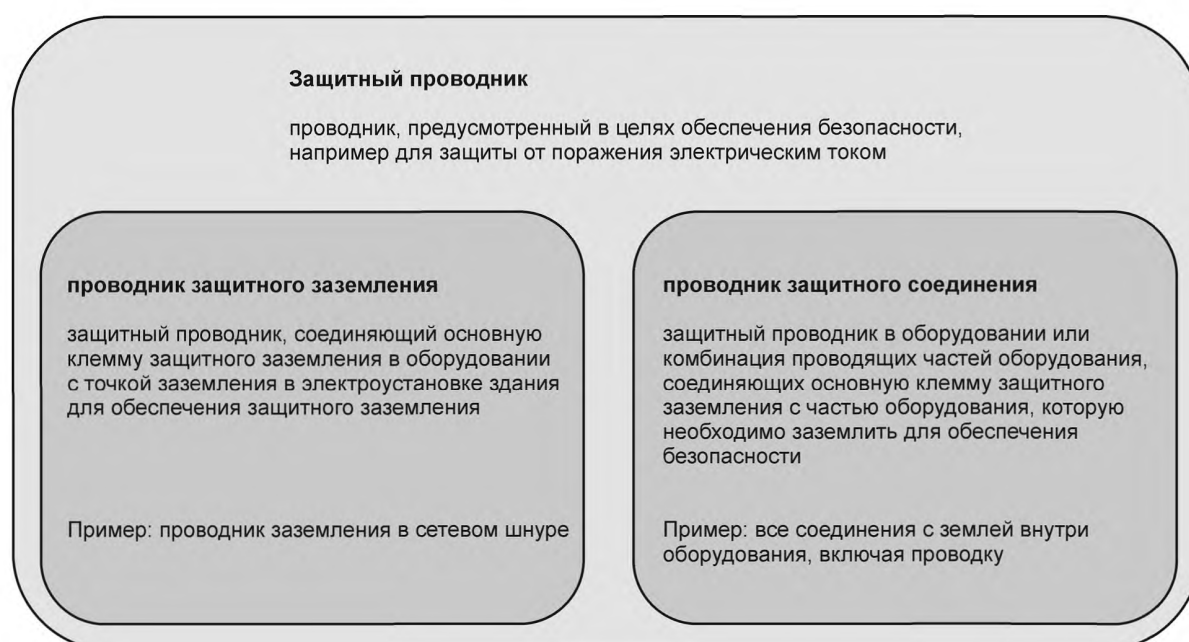 Защитный проводник
проводник, предусмотренный в целях обеспечения безопасности,
например для защиты от поражения электрическим током
проводник защитного заземления
защитный проводник, соединяющий основную
клемму защитного заземления в оборудовании
с точкой заземления в электроустановке здания
для обеспечения защитного заземления
Пример: проводник заземления в сетевом шнуре
проводник защитного соединения
защитный проводник в оборудовании или
комбинация проводящих частей оборудования,
соединяющих основную клемму защитного
заземления с частью оборудования, которую
необходимо заземлить для обеспечения
безопасности
Пример: все соединения с землей внутри
оборудования, включая проводку